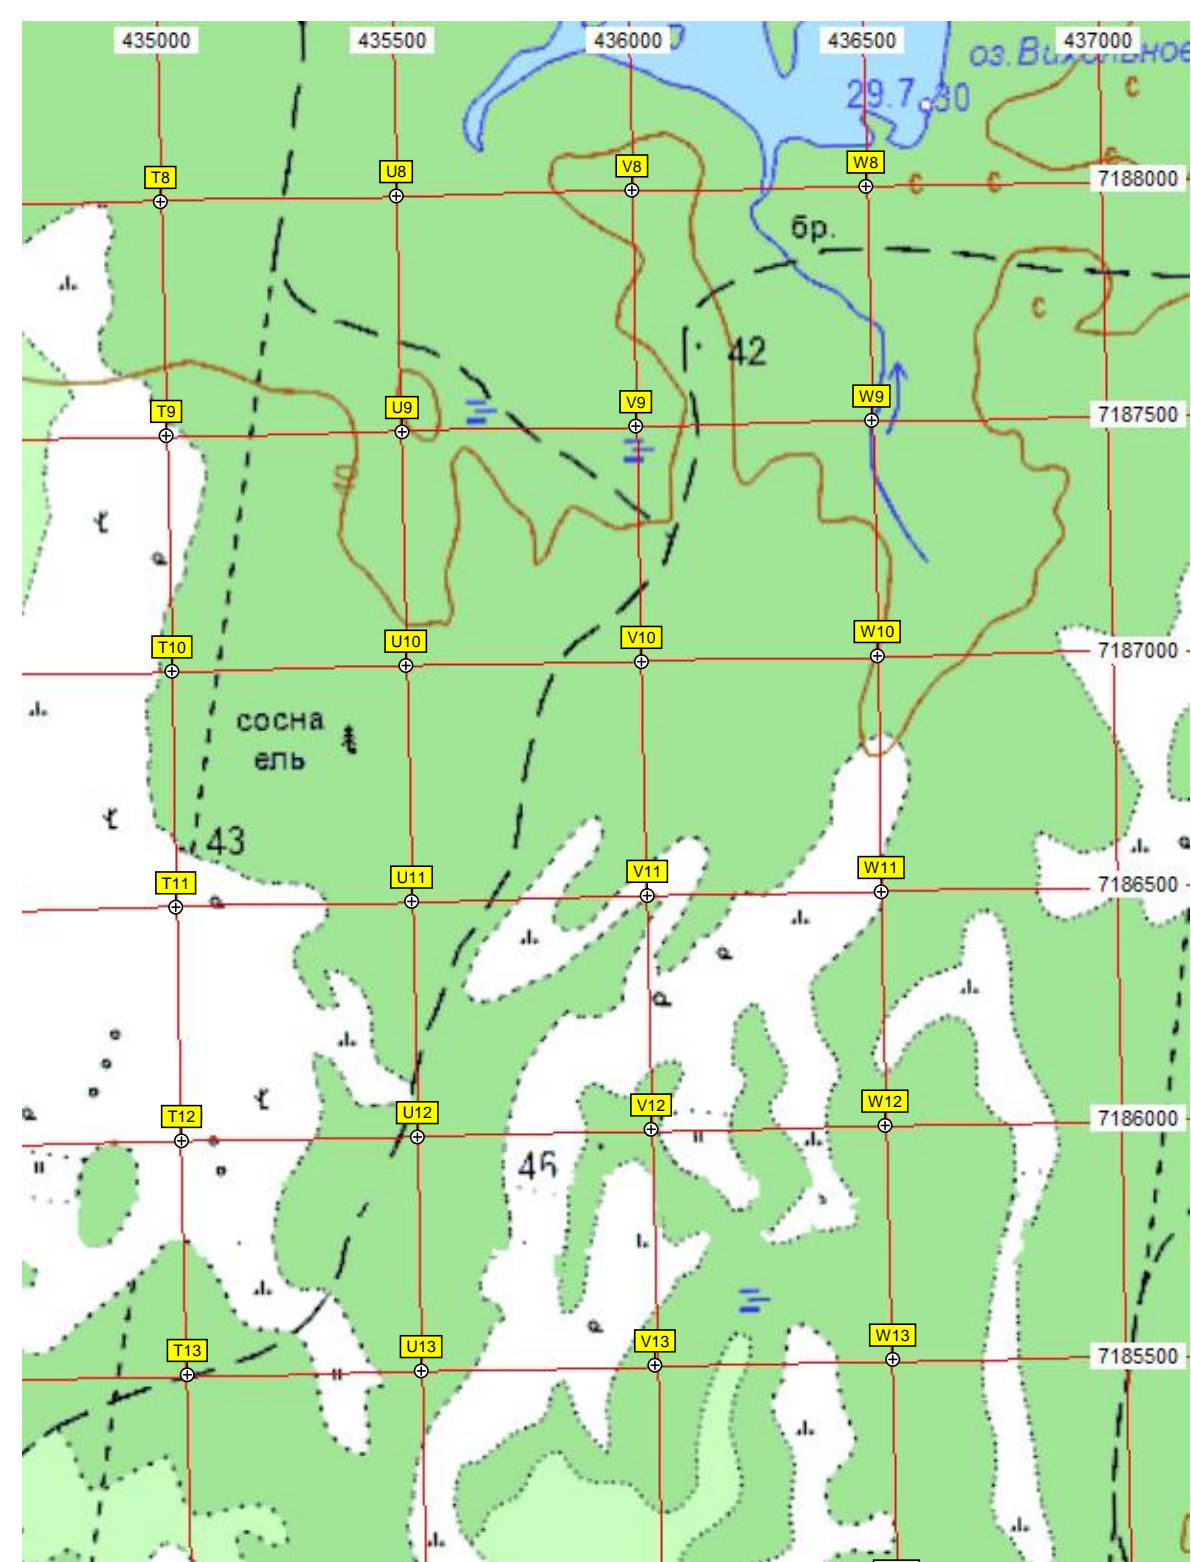 435000 435500 436000 436500 437000
оз. Вихольное
29.7 30
с
с
T8 U8 V8 W8 с с 7188000
бр.
с
42
T9 U9 V9 W9 7187500
40
T10 U10 V10 W10 7187000
сосна
ель
43
T11 U11 V11 W11 7186500
T12 U12 V12 W12 7186000
46
T13 U13 V13 W13 7185500